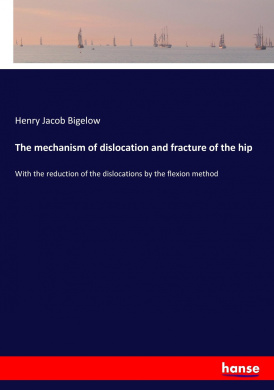 Henry Jacob Bigelow
The mechanism of dislocation and fracture of the hip
With the reduction of the dislocations by the flexion method
hanse